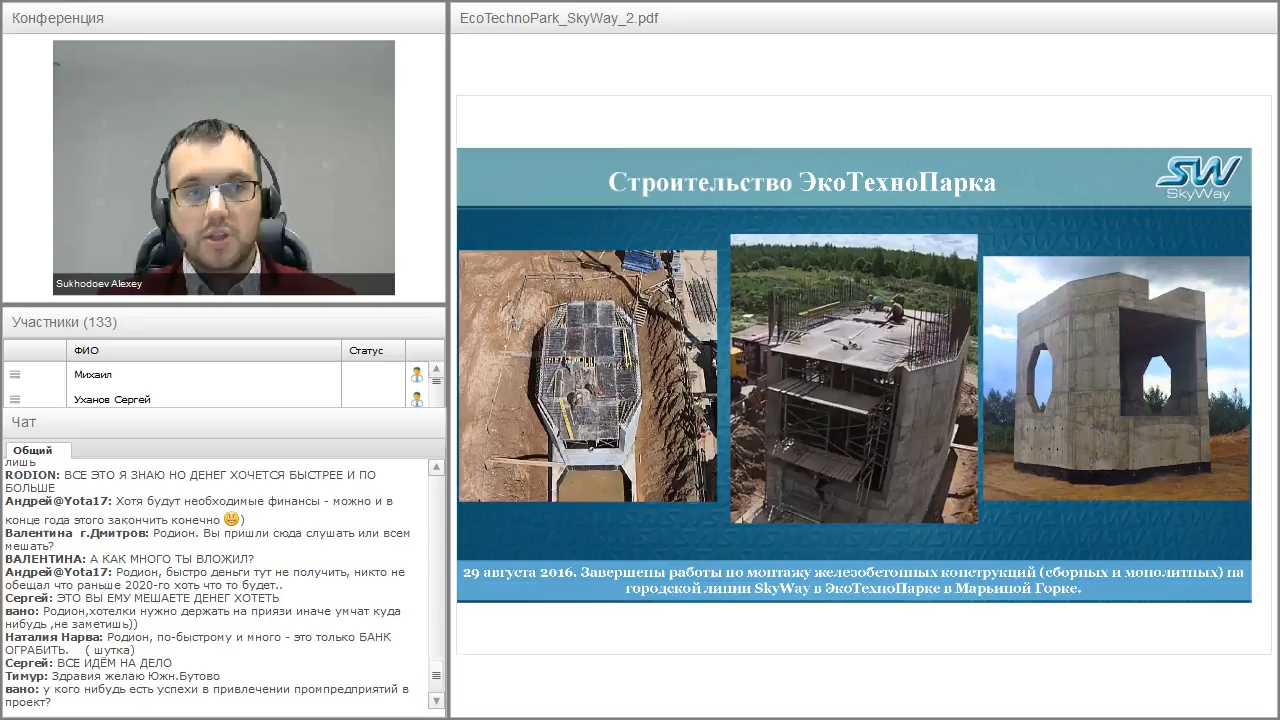 Конференция
Sukhodoev Alexey
Участники (133)
ФИО Статус
Михаил
Уханов Сергей
Чат
Общий
лишь
RODION: ВСЕ ЭТО Я ЗНАЮ НО ДЕНЕГ ХОЧЕТСЯ БЫСТРЕЕ И ПО
БОЛЬШЕ
Андрей@Yota17: Хотя будут необходимые финансы - можно и в
конце года этого закончить конечно )
Валентина г.Дмитров: Родион. Вы пришли сюда слушать или всем
мешать?
ВАЛЕНТИНА: А КАК МНОГО ТЫ ВЛОЖИЛ?
Андрей@Yota17: Родион, быстро деньги тут не получить, никто не
обещал что раньше 2020-го хоть что то будет..
Сергей: ЭТО ВЫ ЕМУ МЕШАЕТЕ ДЕНЕГ ХОТЕТЬ
вано: Родион,хотелки нужно держать на приязи иначе умчат куда
нибудь ,не заметишь))
Наталия Нарва: Родион, по-быстрому и много - это только БАНК
ОГРАБИТЬ. ( шутка)
Сергей: ВСЕ ИДЕМ НА ДЕЛО
Тимур: Здравия желаю Южн.Бутово
вано: у кого нибудь есть успехи в привлечении промпредприятий в
проект?
EcoTechnoPark_SkyWay_2.pdf
Строительство ЭкоТехноПарка
SW
SkyWay
29 августа 2016. Завершены работы по монтажу железобетонных конструкций (сборных и монолитных) на
городской линии SkyWay в ЭкоТехноПарке в Марьиной Горке.